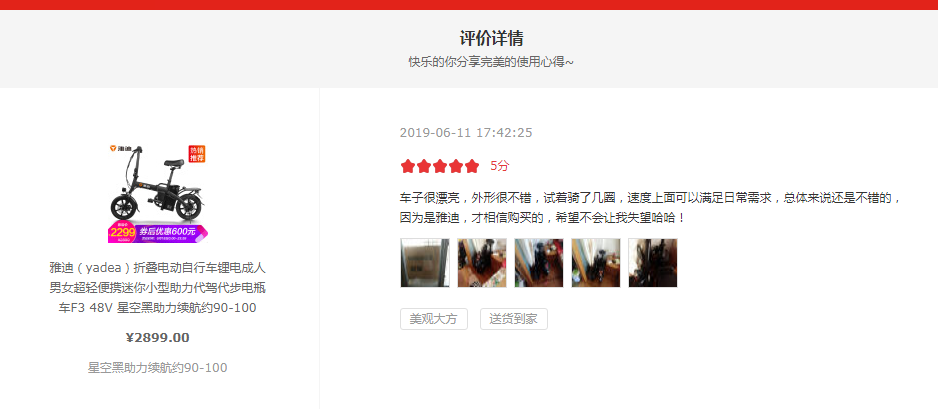 评价详情
快乐的你分享完美的使用心得~
2019-06-11 17:42:25
5分
车子很漂亮，外形很不错，试着骑了几圈，速度上面可以满足日常需求，总体来说还是不错的，
因为是雅迪，才相信购买的，希望不会让我失望哈哈！
美观大方 送货到家
雅迪
热销
推荐
2299
券后优惠600元
雅迪（yadea）折叠电动自行车锂电成人
男女超轻便携迷你小型助力代驾代步电瓶
车F3 48V 星空黑助力续航约90-100
¥2899.00
星空黑助力续航约90-100